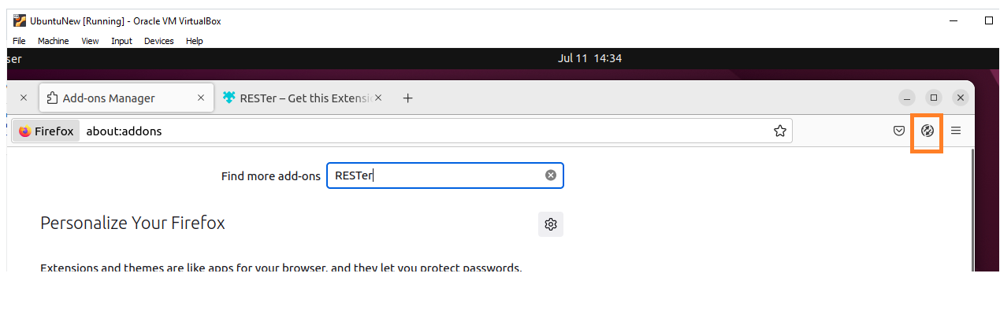 UbuntuNew [Running] - Oracle VM VirtualBox
File Machine View Input Devices Help
ser Jul 11 14:34
Add-ons Manager RESTer – Get this Extensi
Firefox about:addons
Find more add-ons RESTer
Personalize Your Firefox
Extensions and themes are like apps for your browser, and they let you protect passwords,